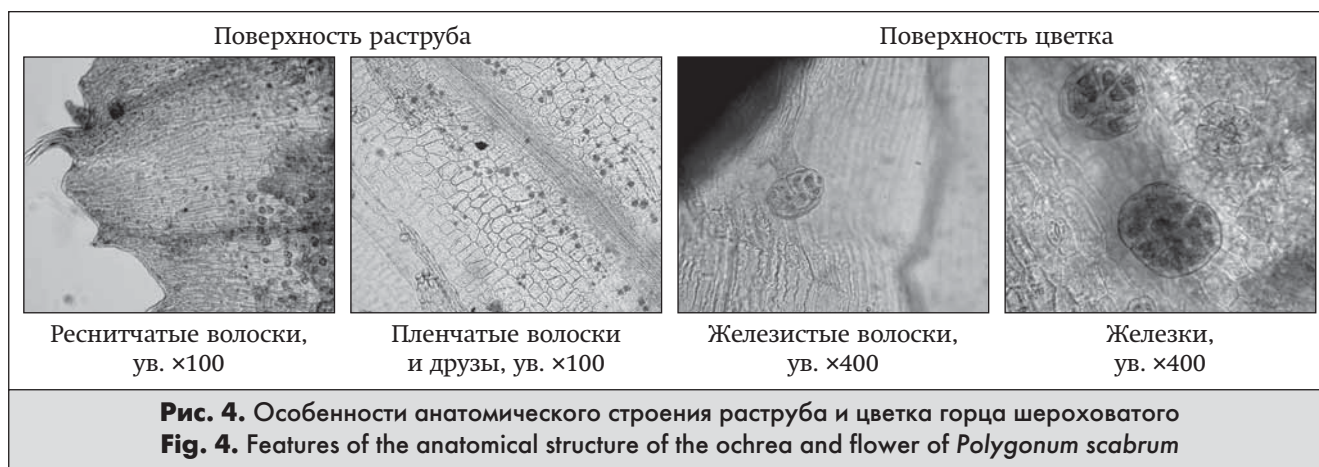 Поверхность раструба
Поверхность цветка
Реснитчатые волоски,
ув. ×100
Пленчатые волоски
и друзы, ув. ×100
Железистые волоски,
ув. ×400
Железки,
ув. ×400
Рис. 4. Особенности анатомического строения раструба и цветка горца шероховатого
Fig. 4. Features of the anatomical structure of the ochrea and flower of Polygonum scabrum